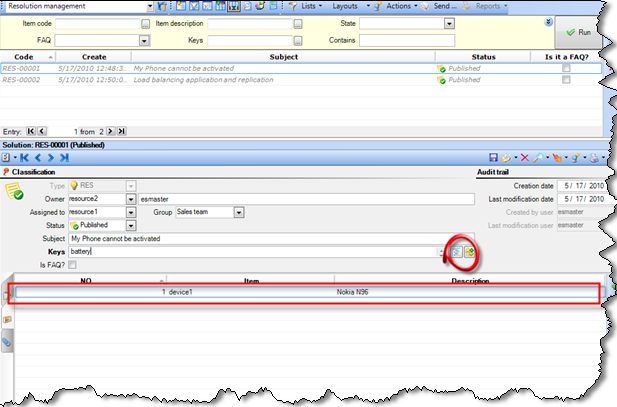 Resolution management Lists Layouts Actions Send ... Reports
Item code Item description State
FAQ Keys Contains Run
Code Create Subject Status Is it a FAQ?
RES-00001 5/17/2010 12:48:3... My Phone cannot be activated Published
RES-00002 5/17/2010 12:50:0... Load balancing application and replication Published
Entry: 1 from 2
Solution: RES-00001 (Published)
Classification Audit trail
Type RES Creation date 5/ 17/ 2010
Owner resource2 esmaster Last modification date 5/ 17/ 2010
Assigned to resource1 Group Sales team Created by user esmaster
Status Published Last modification user esmaster
Subject My Phone cannot be activated
Keys battery
Is FAQ?
NO Item Description
1 device1 Nokia N96